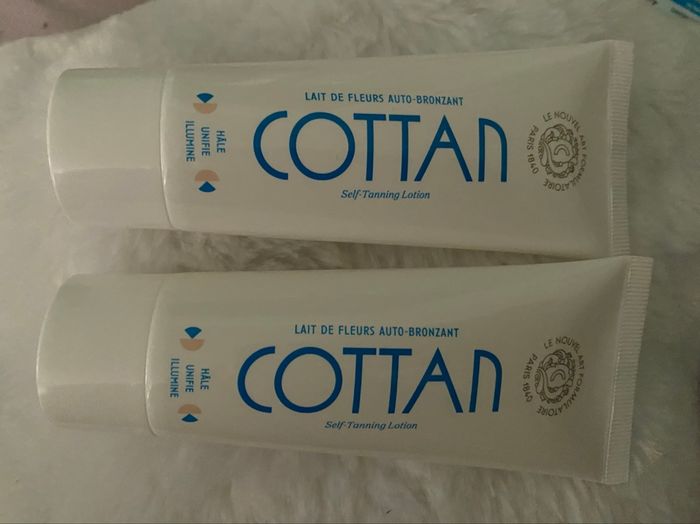 LAIT DE FLEURS AUTO-BRONZANT
COTTAN
Self-Tanning Lotion
HÂLE
UNIFIE
ILLUMINE
LE NOUVEL ART FORMULATOIRE
PARIS 1840
LAIT DE FLEURS AUTO-BRONZANT
COTTAN
Self-Tanning Lotion
HÂLE
UNIFIE
ILLUMINE
LE NOUVEL ART FORMULATOIRE
PARIS 1840